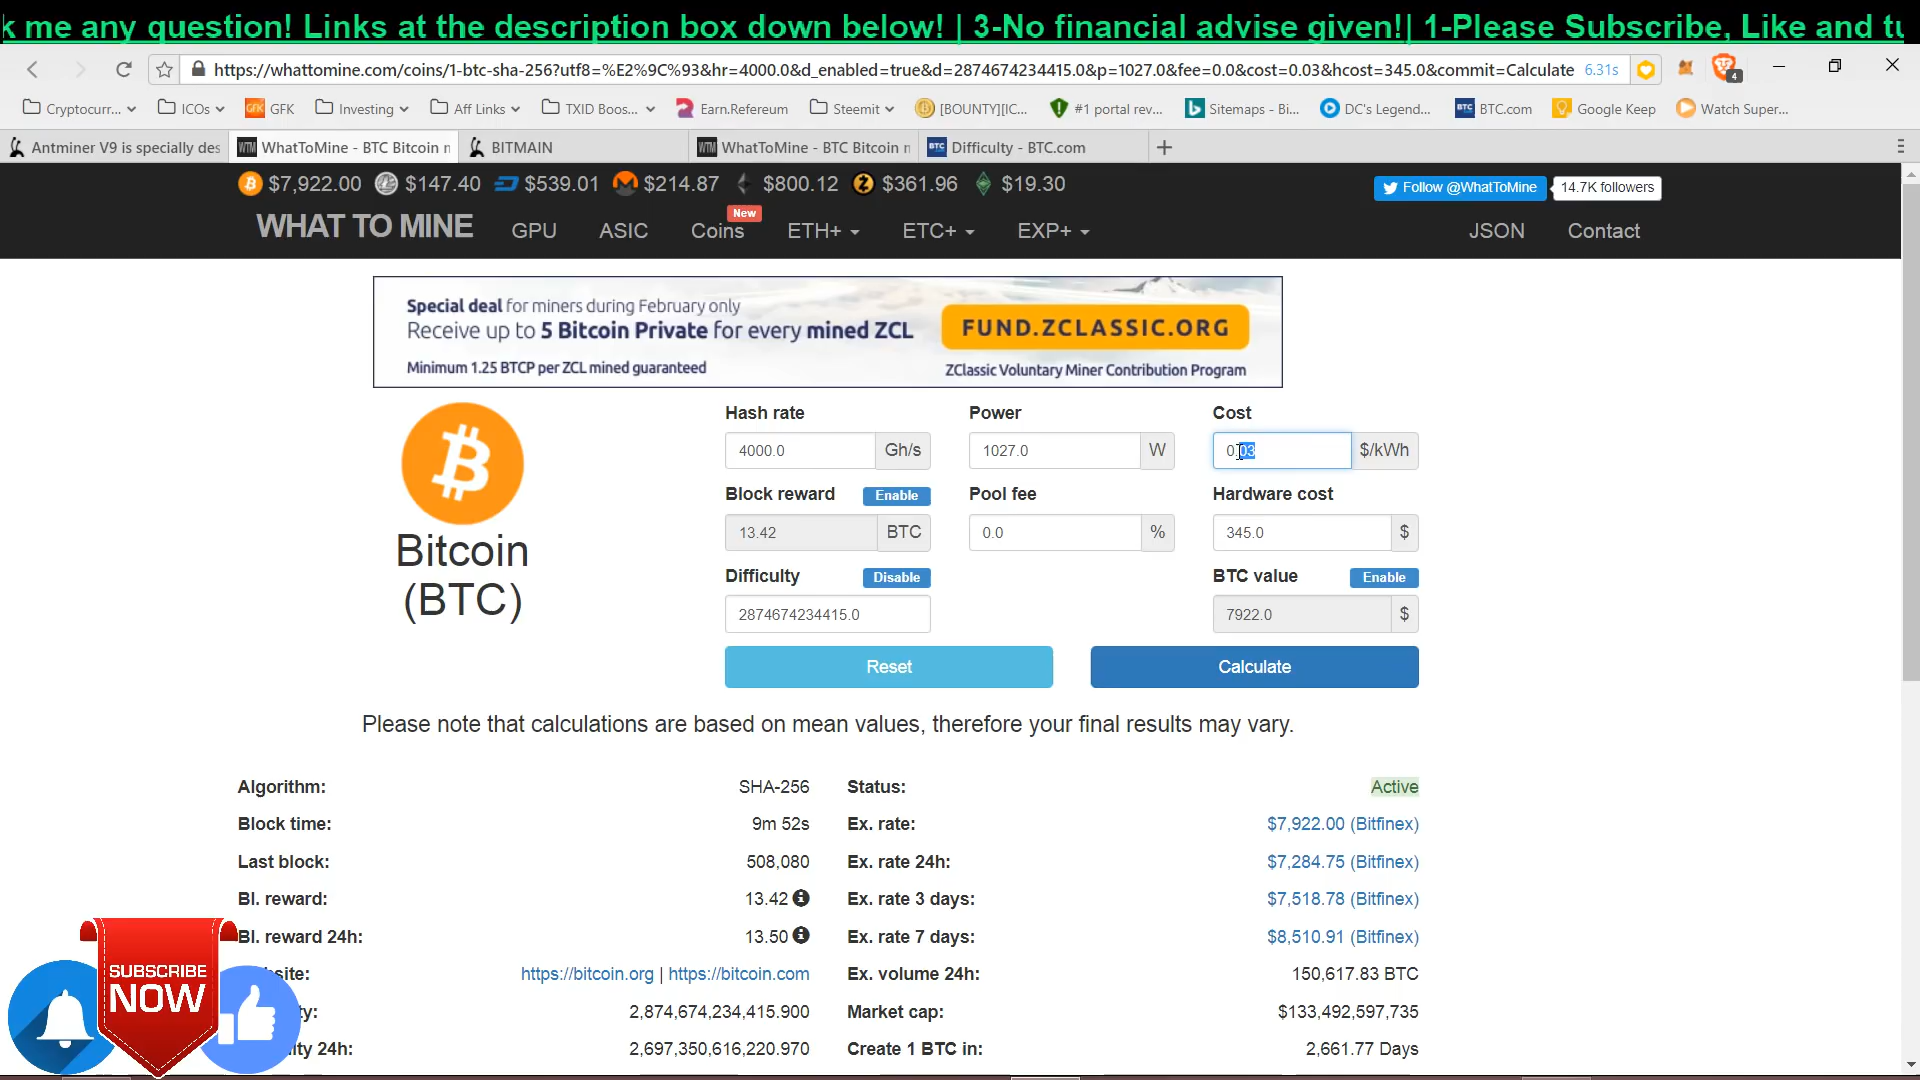 k me any question! Links at the description box down below! | 3-No financial advise given!| 1-Please Subscribe, Like and tu
https://whattomine.com/coins/1-btc-sha-256?utf8=%E2%9C%93&hr=4000.0&d_enabled=true&d=2874674234415.0&p=1027.0&fee=0.0&cost=0.03&hcost=345.0&commit=Calculate 6.31s 4
Cryptocurr... ICOs GFK GFK Investing Aff Links TXID Boos... Earn.Refereum Steemit [BOUNTY][IC... #1 portal rev... Sitemaps - Bi... DC's Legend... BTC BTC.com Google Keep Watch Super...
Antminer V9 is specially des WTM WhatToMine - BTC Bitcoin n BITMAIN WTM WhatToMine - BTC Bitcoin n BTC Difficulty - BTC.com
$7,922.00 $147.40 $539.01 $214.87 $800.12 $361.96 $19.30 Follow @WhatToMine 14.7K followers
New
WHAT TO MINE GPU ASIC Coins ETH+ ETC+ EXP+ JSON Contact
Special deal for miners during February only
Receive up to 5 Bitcoin Private for every mined ZCL FUND.ZCLASSIC.ORG
Minimum 1.25 BTCP per ZCL mined guaranteed ZClassic Voluntary Miner Contribution Program
Hash rate Power Cost
4000.0 Gh/s 1027.0 W 0.03 $/kWh
Block reward Enable Pool fee Hardware cost
13.42 BTC 0.0 % 345.0 $
Bitcoin
(BTC)
Difficulty Disable BTC value Enable
2874674234415.0 7922.0 $
Reset Calculate
Please note that calculations are based on mean values, therefore your final results may vary.
Algorithm: SHA-256 Status: Active
Block time: 9m 52s Ex. rate: $7,922.00 (Bitfinex)
Last block: 508,080 Ex. rate 24h: $7,284.75 (Bitfinex)
Bl. reward: 13.42 Ex. rate 3 days: $7,518.78 (Bitfinex)
Bl. reward 24h: 13.50 Ex. rate 7 days: $8,510.91 (Bitfinex)
site: https://bitcoin.org | https://bitcoin.com Ex. volume 24h: 150,617.83 BTC
ty: 2,874,674,234,415.900 Market cap: $133,492,597,735
lty 24h: 2,697,350,616,220.970 Create 1 BTC in: 2,661.77 Days
SUBSCRIBE
NOW